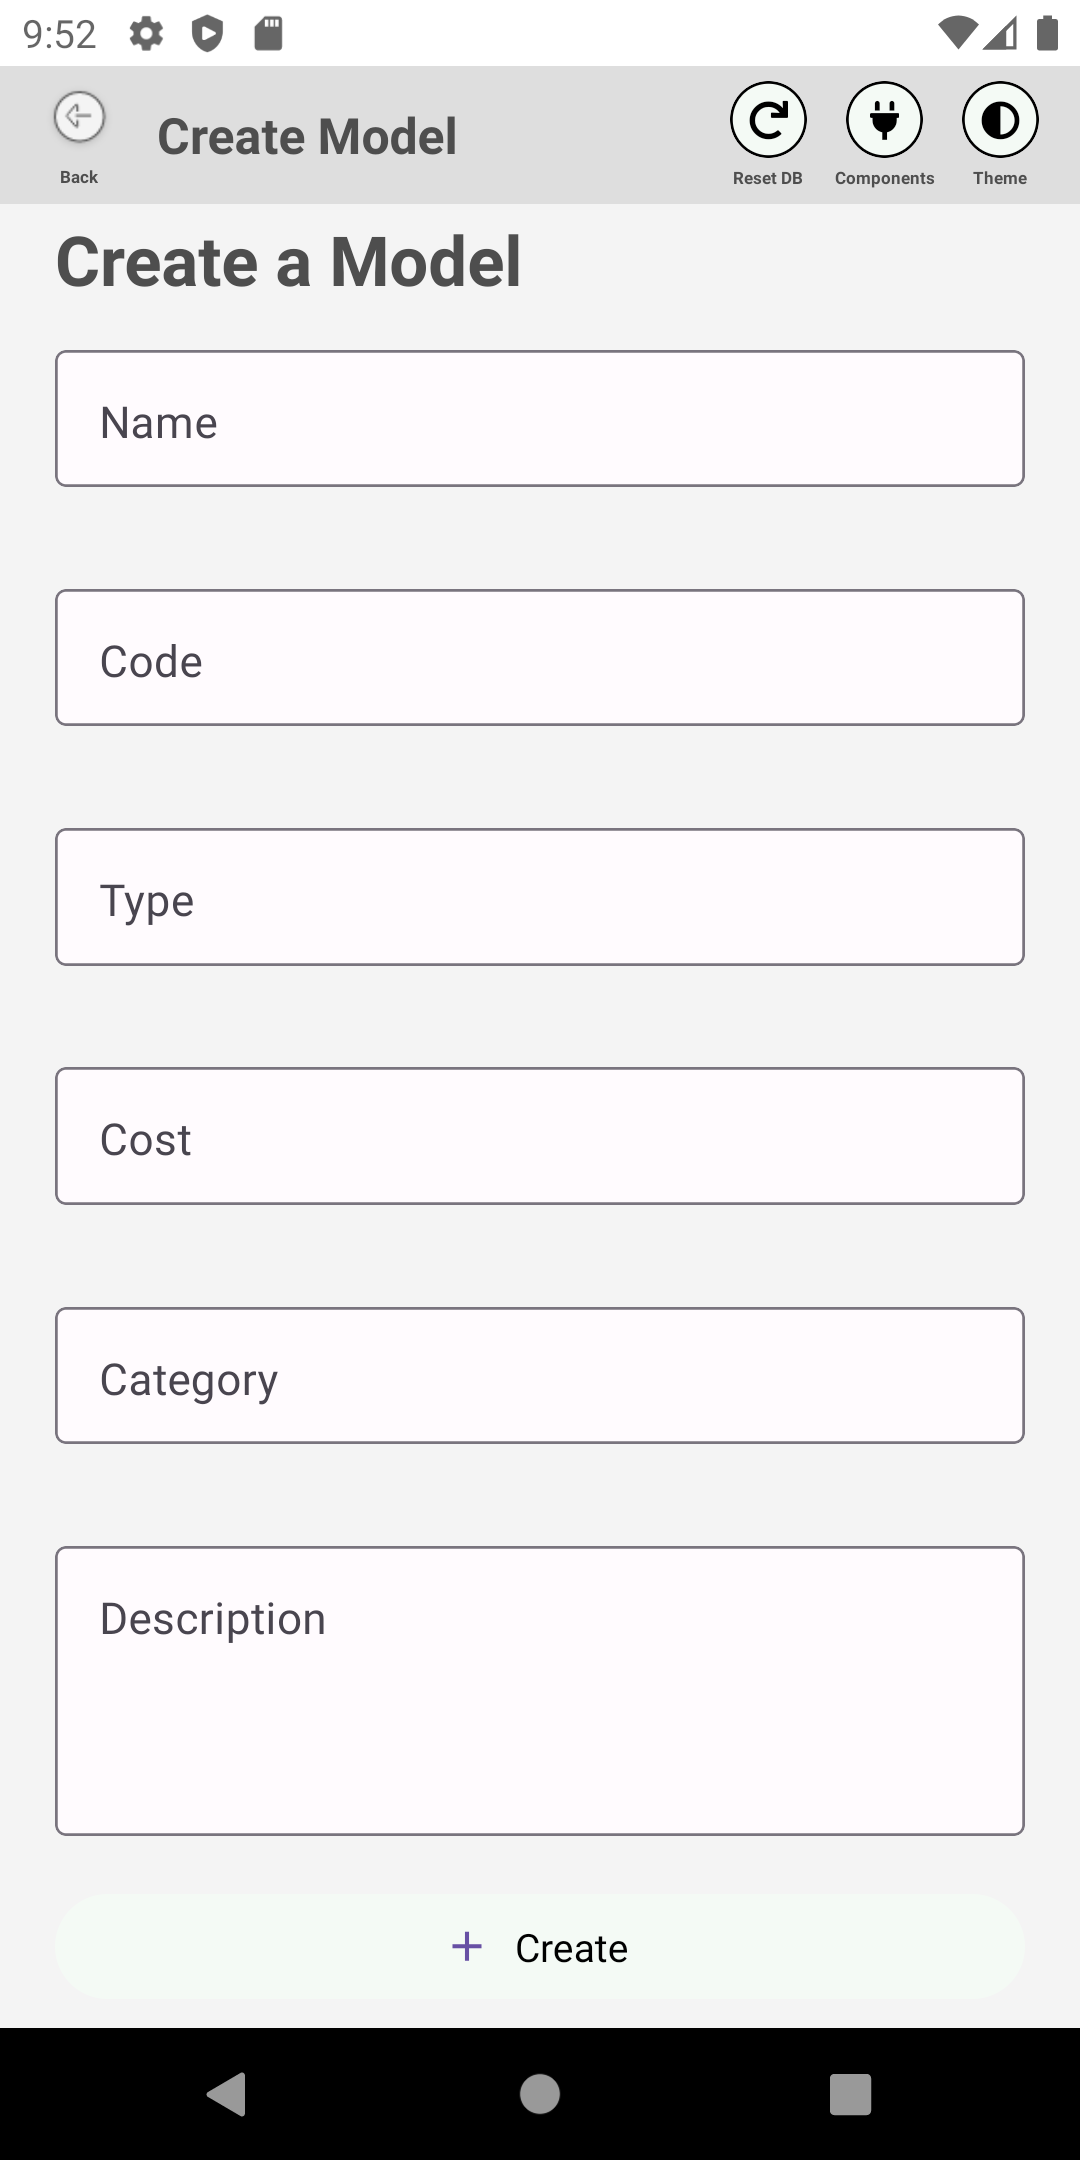 9:52
Back
Create Model
Reset DB
Components
Theme
Create a Model
Name
Code
Type
Cost
Category
Description
Create